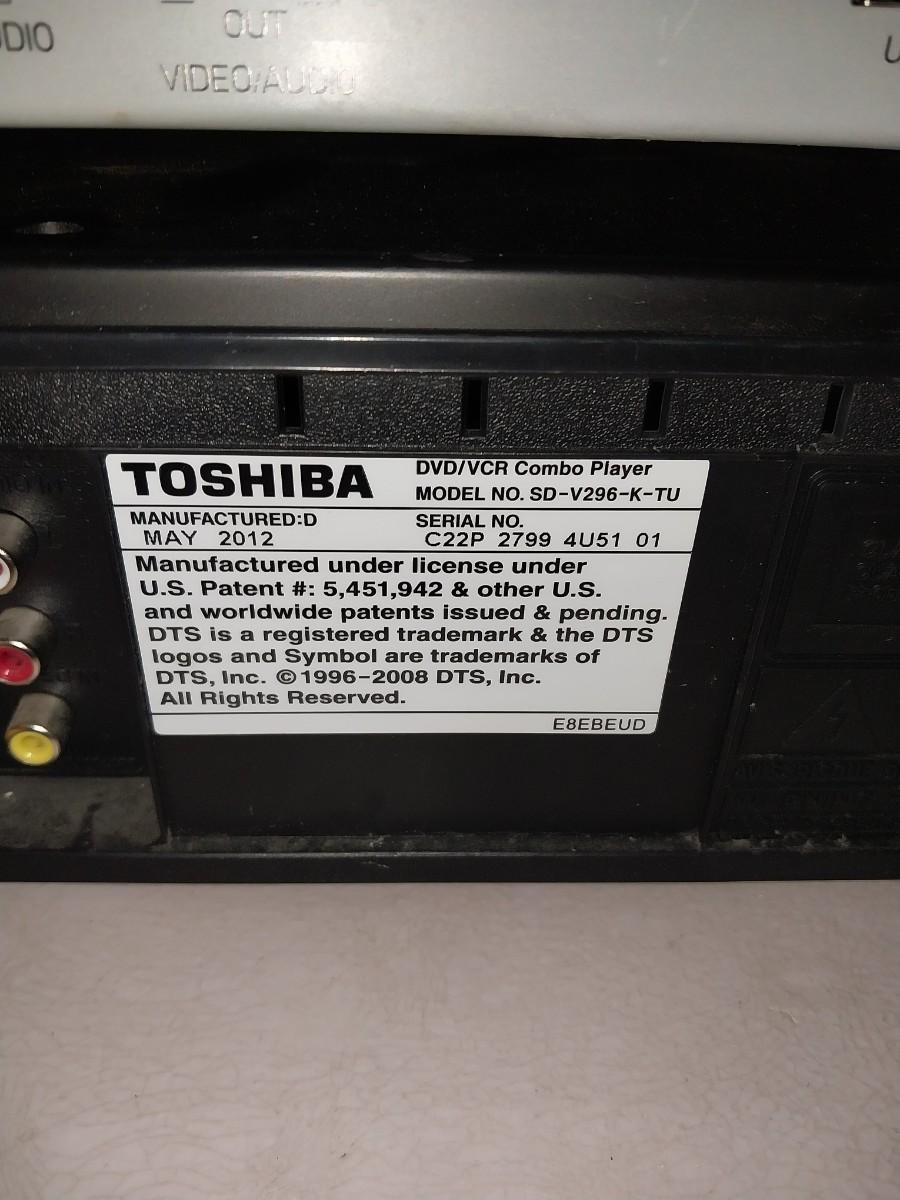 OUT
VIDEO/AUDIO
TOSHIBA
DVD/VCR Combo Player
MODEL NO. SD-V296-K-TU
MANUFACTURED:D
MAY 2012
SERIAL NO.
C22P 2799 4U51 01
Manufactured under license under
U.S. Patent #: 5,451,942 & other U.S.
and worldwide patents issued & pending.
DTS is a registered trademark & the DTS
logos and Symbol are trademarks of
DTS, Inc. ©1996-2008 DTS, Inc.
All Rights Reserved.
E8EBEUD